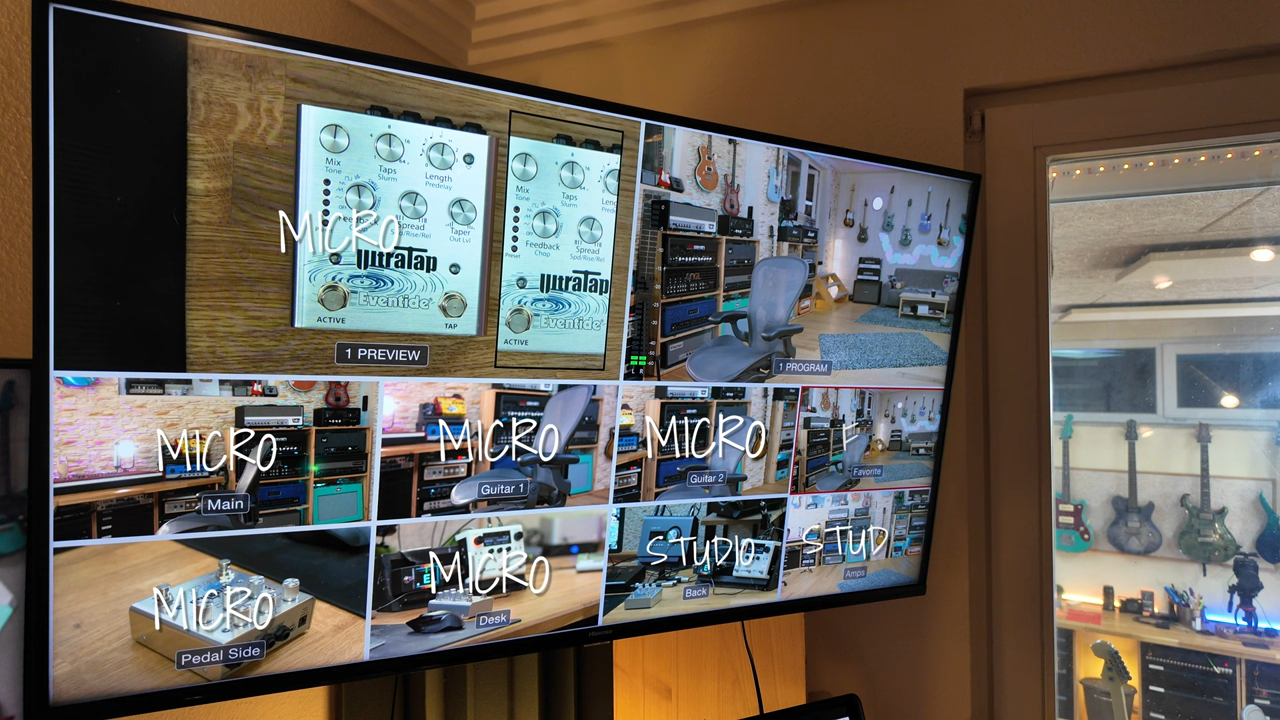 Mix
Tone
Taps
Slurm
Length
Predelay
Feedback
Spread
Spd/Rise/Rel
Taper
Out Lvl
MICRO
UltraTap
Eventide
ACTIVE
TAP
Mix
Tone
Taps
Slurm
Preset
Feedback
Chop
Spread
Spd/Rise/Rel
UltraTap
Eventide
ACTIVE
1 PREVIEW
1 PROGRAM
L R
MICRO
Main
MICRO
Guitar 1
MICRO
Guitar 2
Favorite
MICRO
Pedal Side
MICRO
Desk
STUDIO
Back
STUD
Amps
Hisense